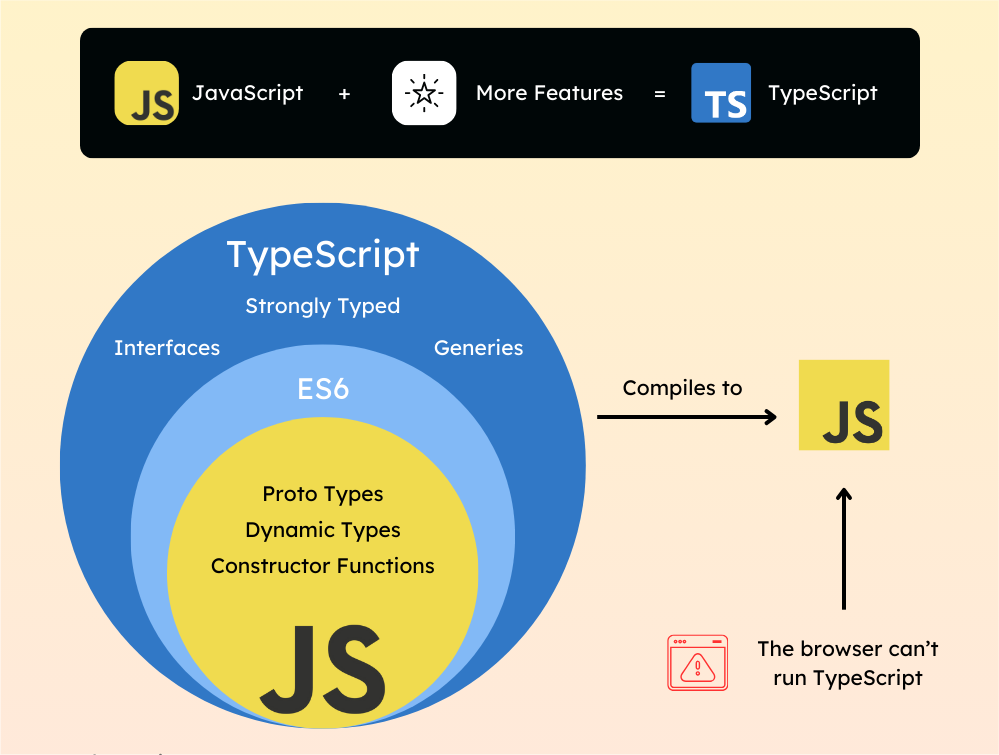 JS JavaScript + More Features = TS TypeScript
TypeScript
Strongly Typed
Interfaces Generies
ES6
Compiles to
JS
Proto Types
Dynamic Types
Constructor Functions
JS
The browser can't
run TypeScript